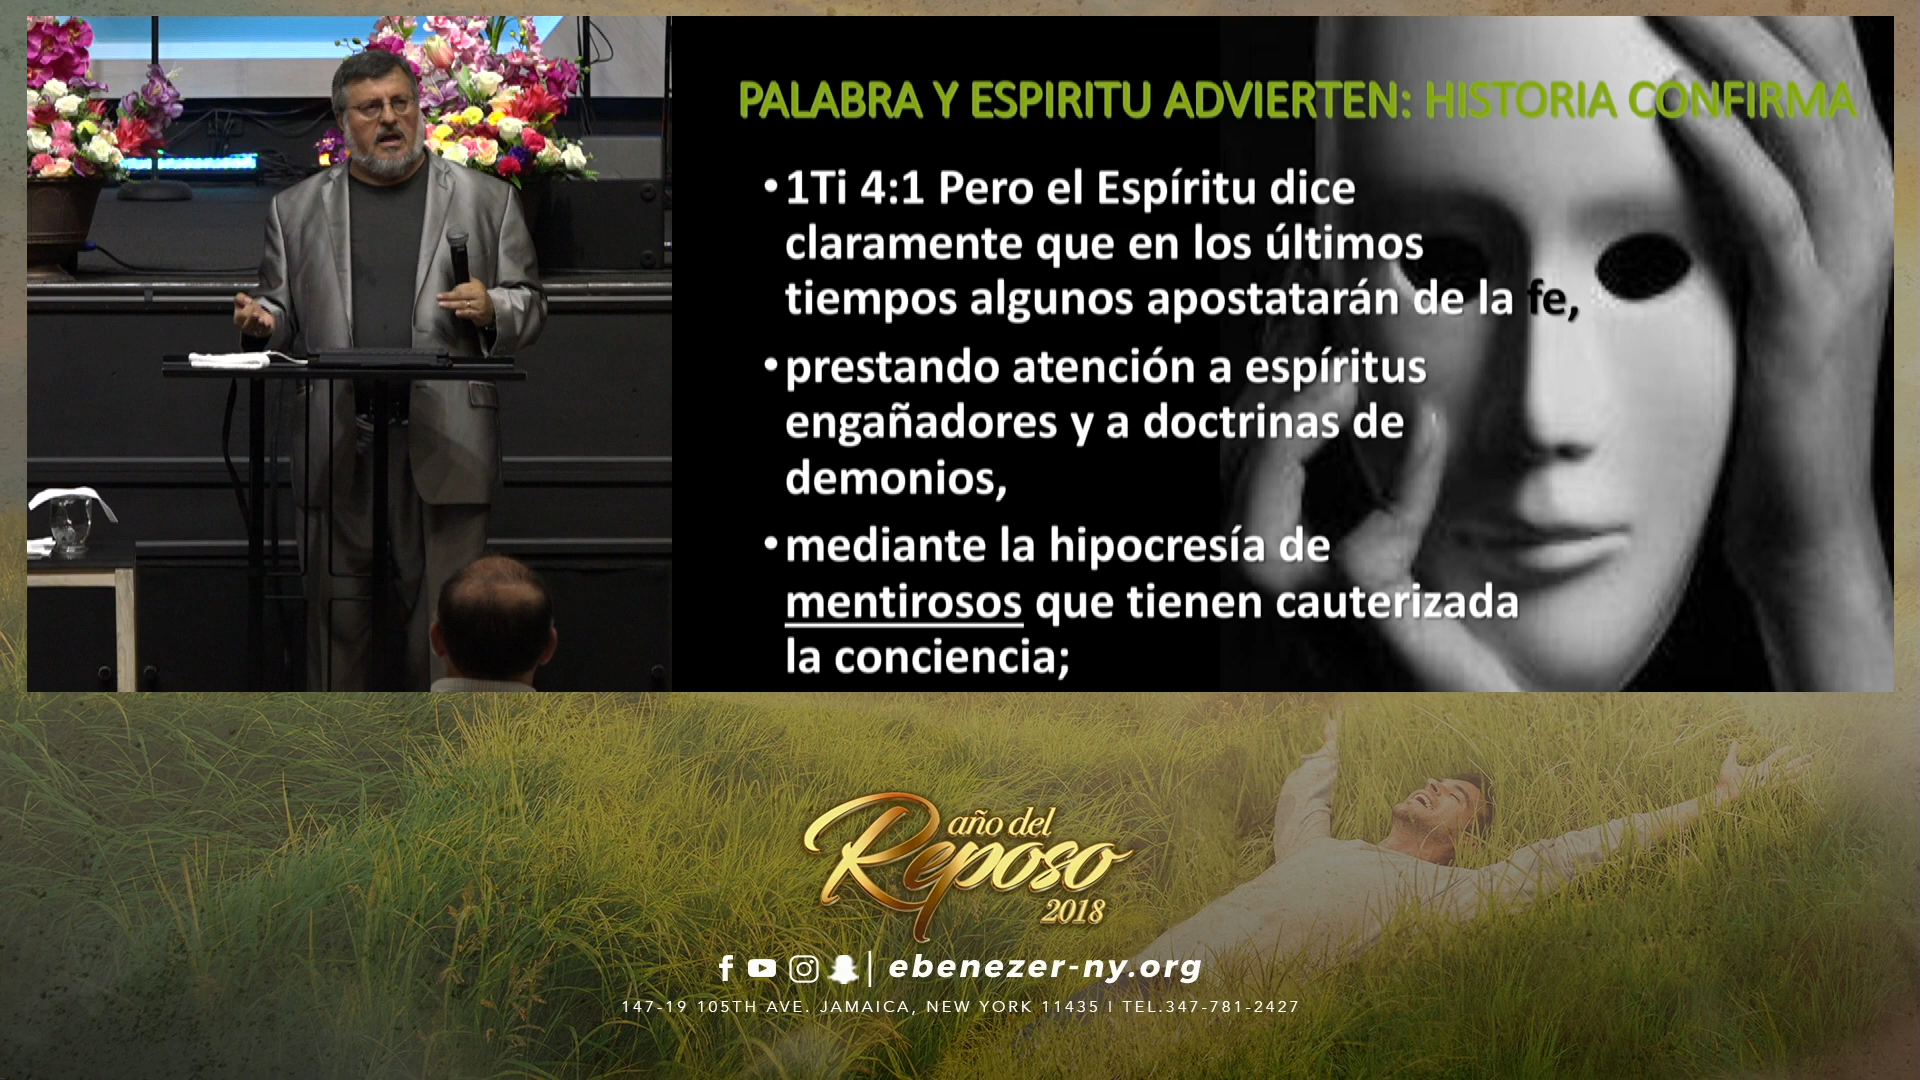 PALABRA Y ESPIRITU ADVIERTEN: HISTORIA CONFIRMA
• 1Ti 4:1 Pero el Espíritu dice
claramente que en los últimos
tiempos algunos apostatarán de la fe,
• prestando atención a espíritus
engañadores y a doctrinas de
demonios,
• mediante la hipocresía de
mentirosos que tienen cauterizada
la conciencia;
año del
Reposo
2018
| ebenezer-ny.org
147-19 105TH AVE. JAMAICA, NEW YORK 11435 | TEL.347-781-2427